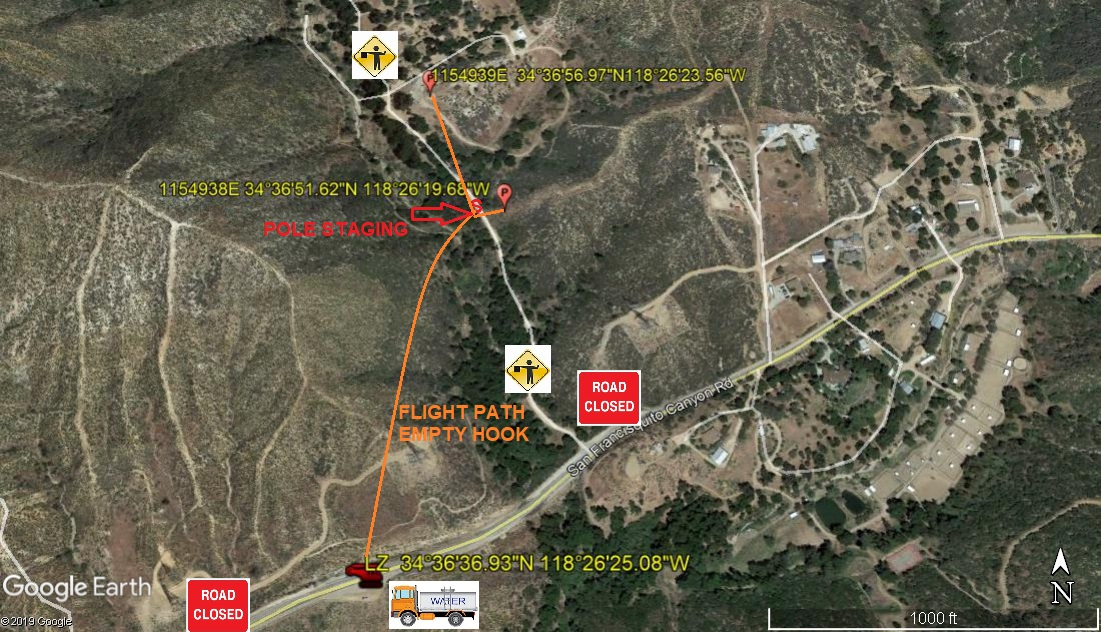 1154939E 34°36'56.97"N118°26'23.56"W
P
1154938E 34°36'51.62"N 118°26'19.68"W
P
S
POLE STAGING
ROAD
CLOSED
San Francisquito Canyon Rd
FLIGHT PATH
EMPTY HOOK
LZ 34°36'36.93"N 118°26'25.08"W
Google Earth
ROAD
CLOSED
WATER
N
©2019 Google
1000 ft